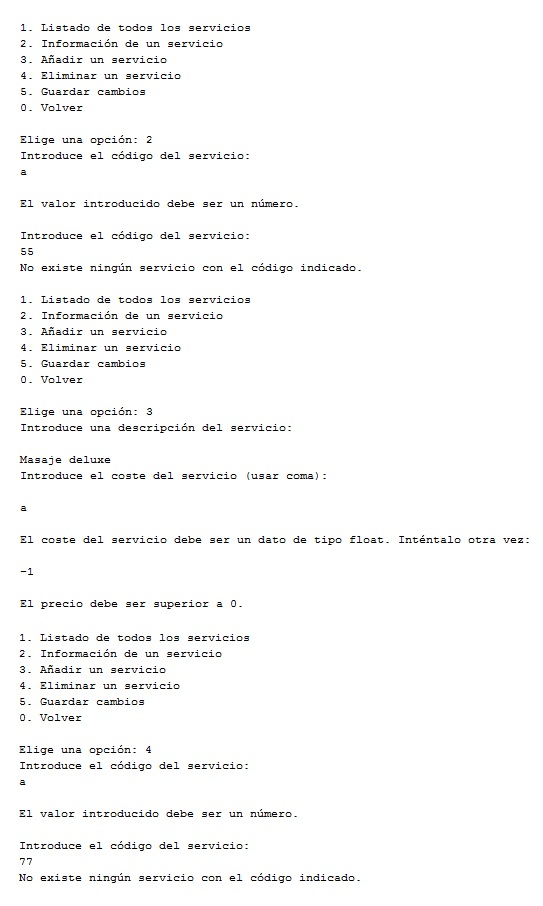 1. Listado de todos los servicios
2. Información de un servicio
3. Añadir un servicio
4. Eliminar un servicio
5. Guardar cambios
0. Volver
Elige una opción: 2
Introduce el código del servicio:
a
El valor introducido debe ser un número.
Introduce el código del servicio:
55
No existe ningún servicio con el código indicado.
1. Listado de todos los servicios
2. Información de un servicio
3. Añadir un servicio
4. Eliminar un servicio
5. Guardar cambios
0. Volver
Elige una opción: 3
Introduce una descripción del servicio:
Masaje deluxe
Introduce el coste del servicio (usar coma):
a
El coste del servicio debe ser un dato de tipo float. Inténtalo otra vez:
-1
El precio debe ser superior a 0.
1. Listado de todos los servicios
2. Información de un servicio
3. Añadir un servicio
4. Eliminar un servicio
5. Guardar cambios
0. Volver
Elige una opción: 4
Introduce el código del servicio:
a
El valor introducido debe ser un número.
Introduce el código del servicio:
77
No existe ningún servicio con el código indicado.